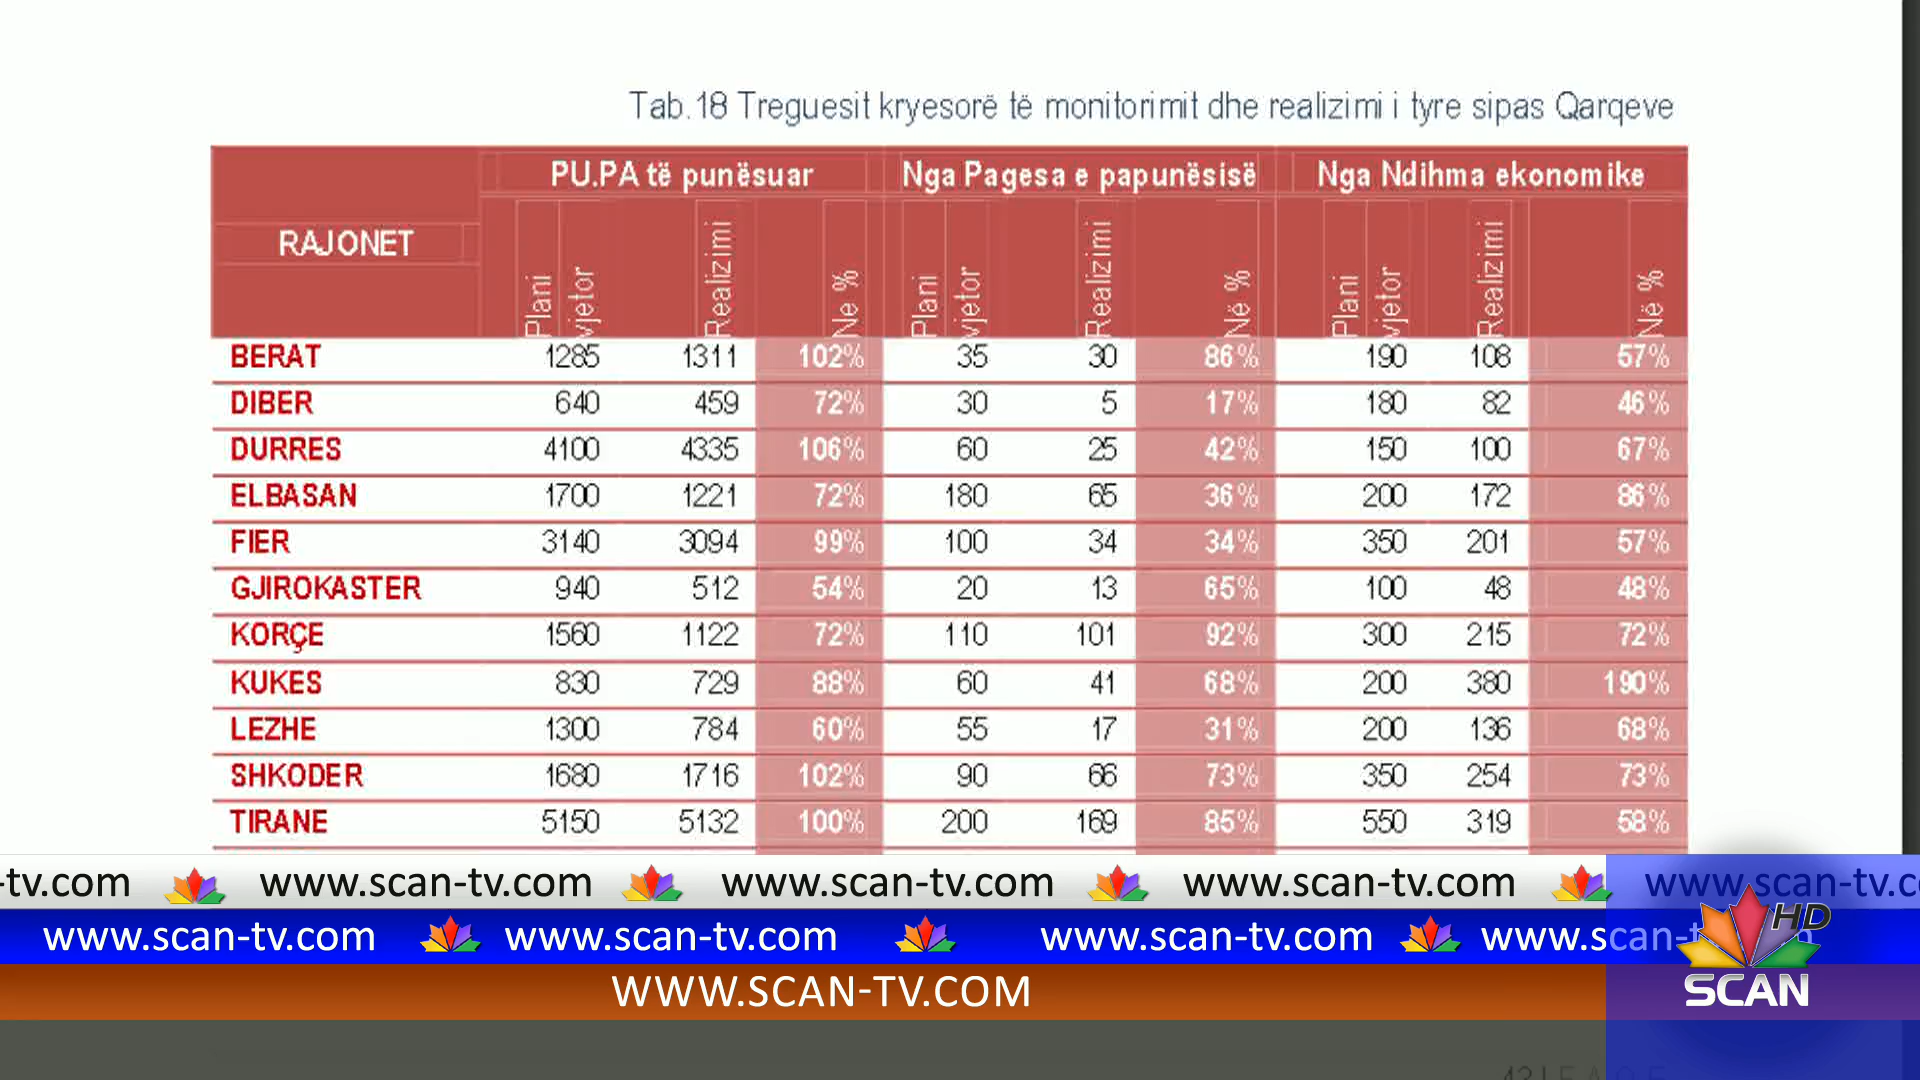 Tab.18 Treguesit kryesorë të monitorimit dhe realizimi i tyre sipas Qarqeve
RAJONET PU.PA të punësuar Nga Pagesa e papunësisë Nga Ndihma ekonomike
Plani vjetor Realizimi Në % Plani vjetor Realizimi Në % Plani vjetor Realizimi Në %
BERAT 1285 1311 102% 35 30 86% 190 108 57%
DIBER 640 459 72% 30 5 17% 180 82 46%
DURRES 4100 4335 106% 60 25 42% 150 100 67%
ELBASAN 1700 1221 72% 180 65 36% 200 172 86%
FIER 3140 3094 99% 100 34 34% 350 201 57%
GJIROKASTER 940 512 54% 20 13 65% 100 48 48%
KORÇE 1560 1122 72% 110 101 92% 300 215 72%
KUKES 830 729 88% 60 41 68% 200 380 190%
LEZHE 1300 784 60% 55 17 31% 200 136 68%
SHKODER 1680 1716 102% 90 66 73% 350 254 73%
TIRANE 5150 5132 100% 200 169 85% 550 319 58%
-tv.com www.scan-tv.com www.scan-tv.com www.scan-tv.com www.scan-tv.c
www.scan-tv.com www.scan-tv.com www.scan-tv.com www.scan-
HD
SCAN
WWW.SCAN-TV.COM